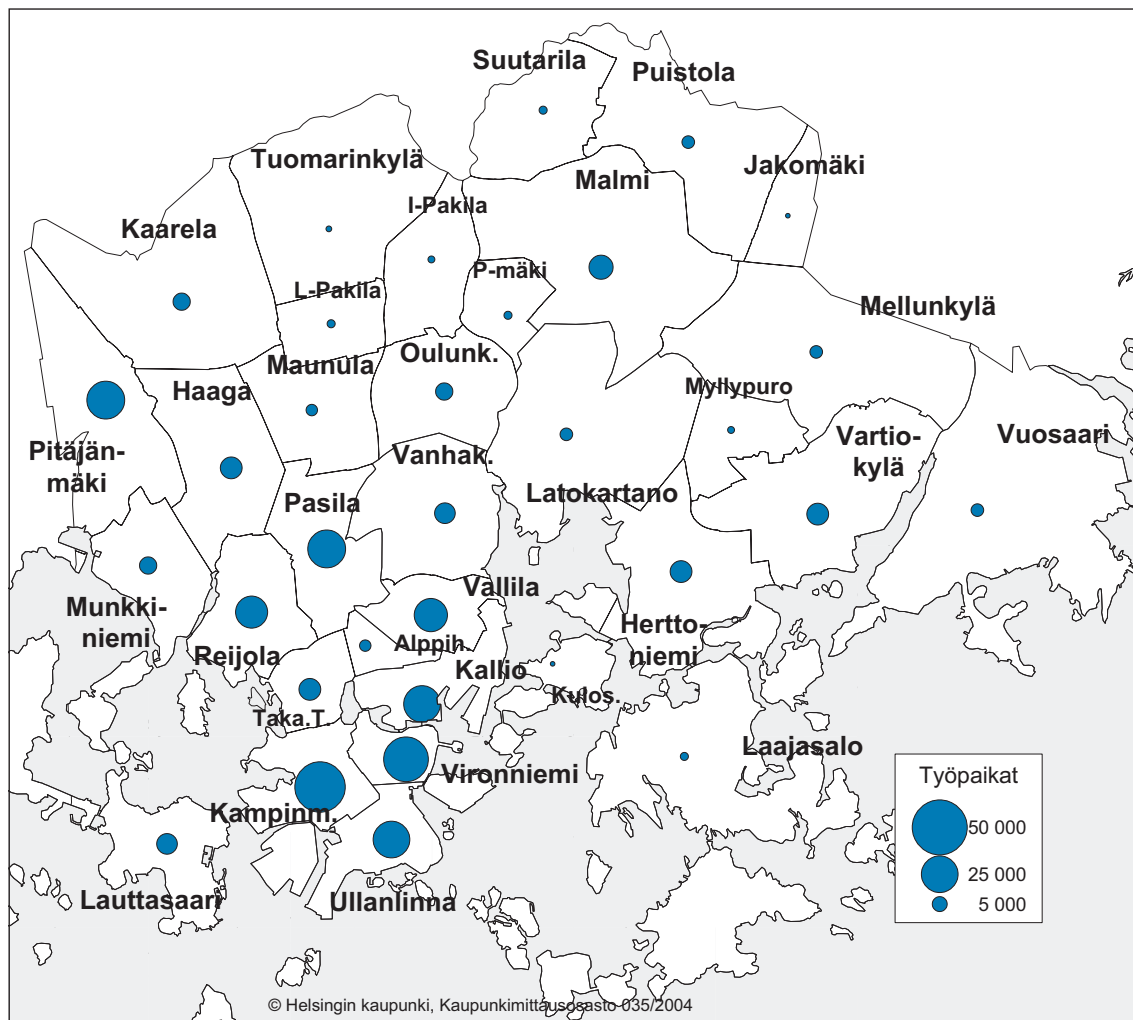 Suutarila
Puistola
Tuomarinkylä
Malmi
Jakomäki
I-Pakila
Kaarela
P-mäki
L-Pakila
Mellunkylä
Oulunk.
Maunula
Haaga
Myllypuro
Pitäjän-
mäki
Vanhak.
Vartio-
kylä
Vuosaari
Pasila
Latokartano
Vallila
Munkki-
niemi
Reijola
Alppih.
Hertto-
niemi
Kallio
Kulos.
Taka.T.
Laajasalo
Vironniemi
Kampinm.
Lauttasaari
Ullanlinna
Työpaikat
50 000
25 000
5 000
© Helsingin kaupunki, Kaupunkimittausosasto 035/2004